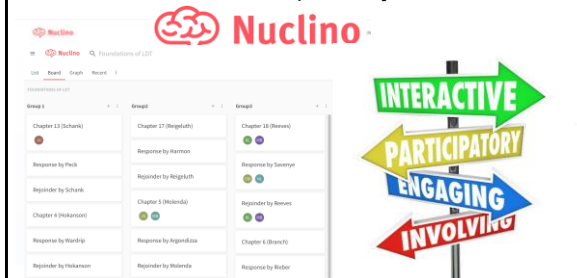 Nuclino
Nuclino
Nuclino
Foundations of LDT
List Board Graph Recent
FOUNDATIONS OF LDT
Group 1
Chapter 13 (Schank)
Response by Peck
Rejoinder by Schank
Chapter 4 (Hokanson)
Response by Wardrip
Rejoinder by Hokanson
Group2
Chapter 17 (Reigeluth)
Response by Harmon
Rejoinder by Reigeluth
Chapter 5 (Molenda)
Response by Argondizza
Rejoinder by Molenda
Group3
Chapter 18 (Reeves)
Response by Savenye
Rejoinder by Reeves
Chapter 6 (Branch)
Response by Rieber
INTERACTIVE
PARTICIPATORY
ENGAGING
INVOLVING